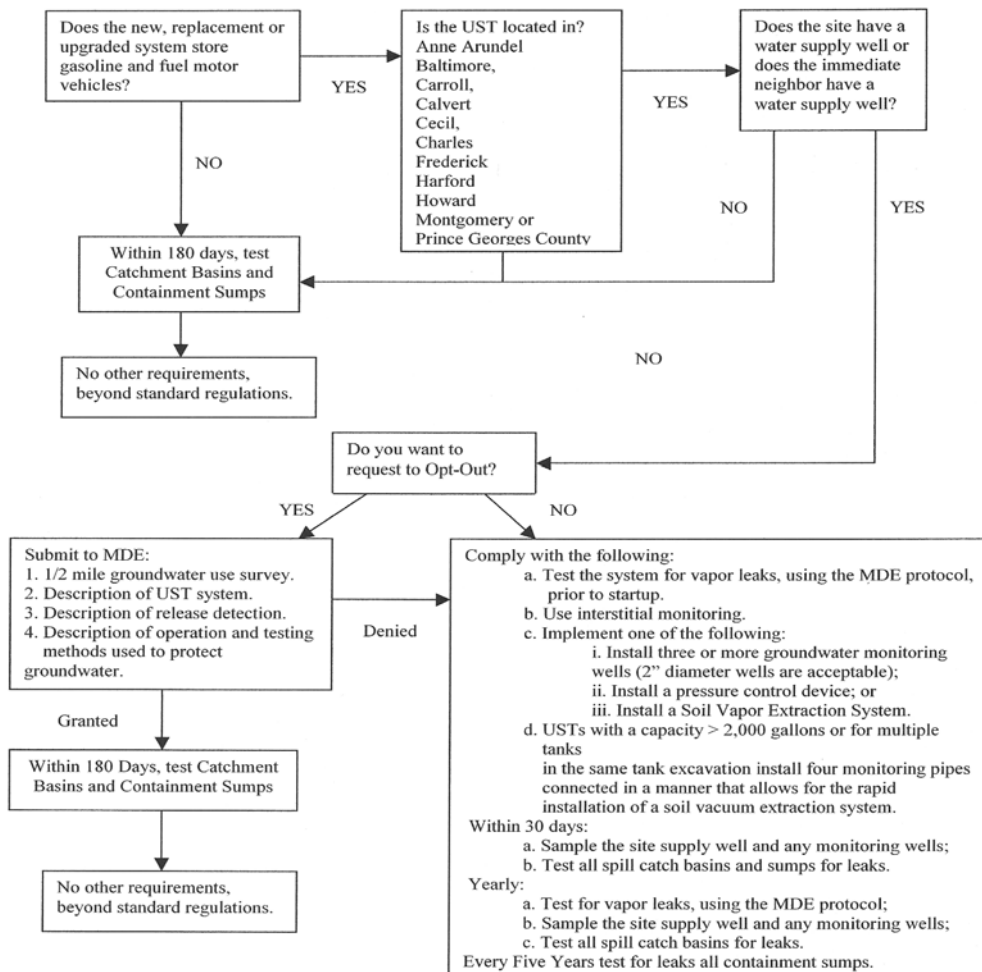 Does the new, replacement or
upgraded system store
gasoline and fuel motor
vehicles?
YES
Is the UST located in?
Anne Arundel
Baltimore,
Carroll,
Calvert
Cecil,
Charles
Frederick
Harford
Howard
Montgomery or
Prince Georges County
YES
Does the site have a
water supply well or
does the immediate
neighbor have a
water supply well?
NO
NO
YES
Within 180 days, test
Catchment Basins and
Containment Sumps
NO
No other requirements,
beyond standard regulations.
Do you want to
request to Opt-Out?
YES
NO
Submit to MDE:
1. 1/2 mile groundwater use survey.
2. Description of UST system.
3. Description of release detection.
4. Description of operation and testing
methods used to protect
groundwater.
Denied
Granted
Within 180 Days, test Catchment
Basins and Containment Sumps
No other requirements,
beyond standard regulations.
Comply with the following:
a. Test the system for vapor leaks, using the MDE protocol,
prior to startup.
b. Use interstitial monitoring.
c. Implement one of the following:
i. Install three or more groundwater monitoring
wells (2” diameter wells are acceptable);
ii. Install a pressure control device; or
iii. Install a Soil Vapor Extraction System.
d. USTs with a capacity > 2,000 gallons or for multiple
tanks
in the same tank excavation install four monitoring pipes
connected in a manner that allows for the rapid
installation of a soil vacuum extraction system.
Within 30 days:
a. Sample the site supply well and any monitoring wells;
b. Test all spill catch basins and sumps for leaks.
Yearly:
a. Test for vapor leaks, using the MDE protocol;
b. Sample the site supply well and any monitoring wells;
c. Test all spill catch basins for leaks.
Every Five Years test for leaks all containment sumps.